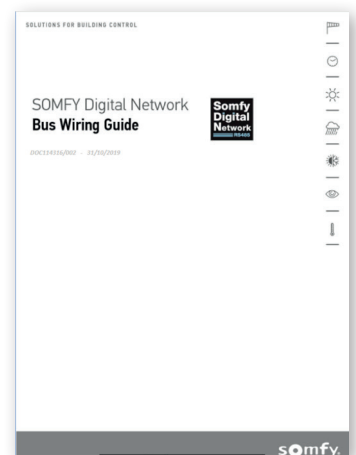 SOLUTIONS FOR BUILDING CONTROL
SOMFY Digital Network
Bus Wiring Guide
Somfy
Digital
Network
RS485
DOC114316/002 - 31/10/2019
somfy.